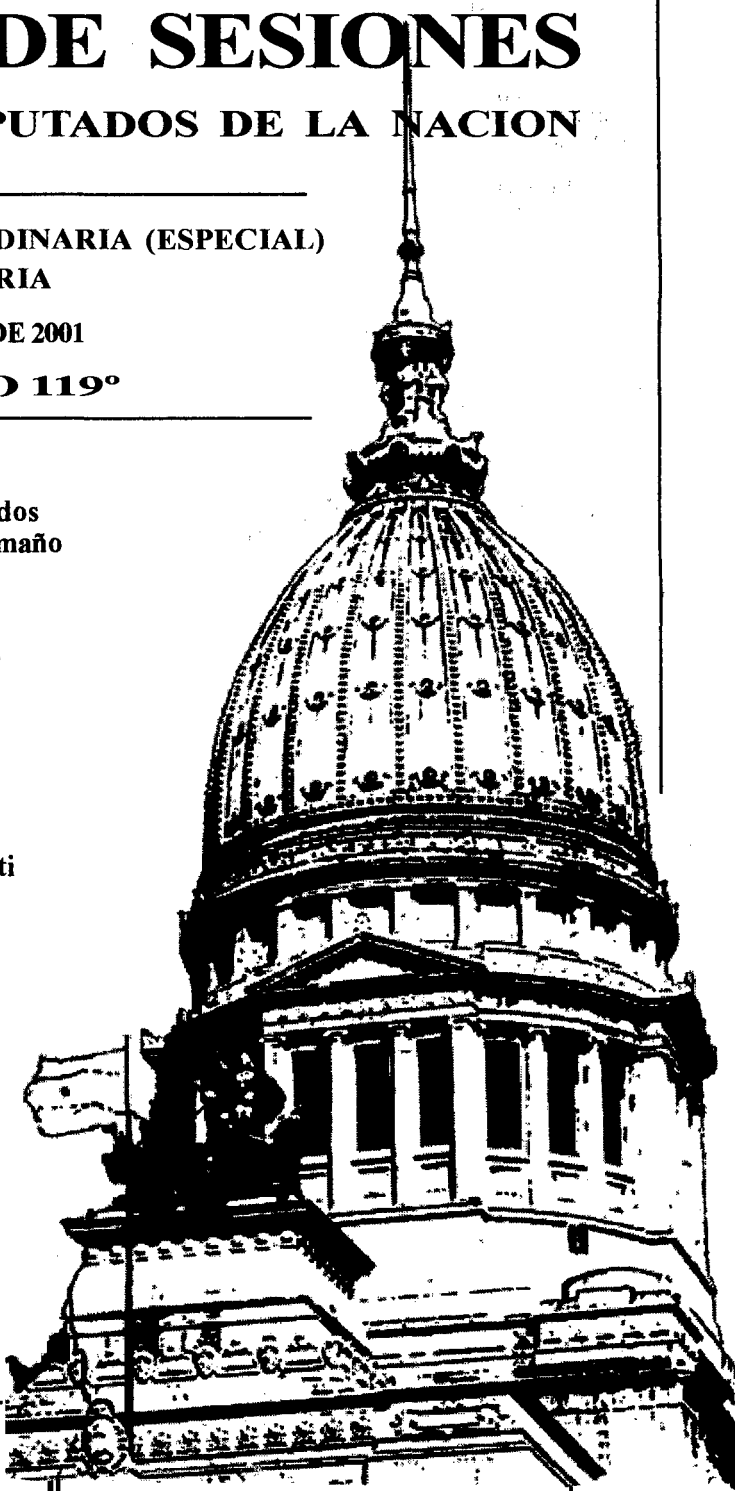 DE SESIONES
PUTADOS DE LA NACION
DINARIA (ESPECIAL)
RIA
DE 2001
O 119º
dos
maño
ti